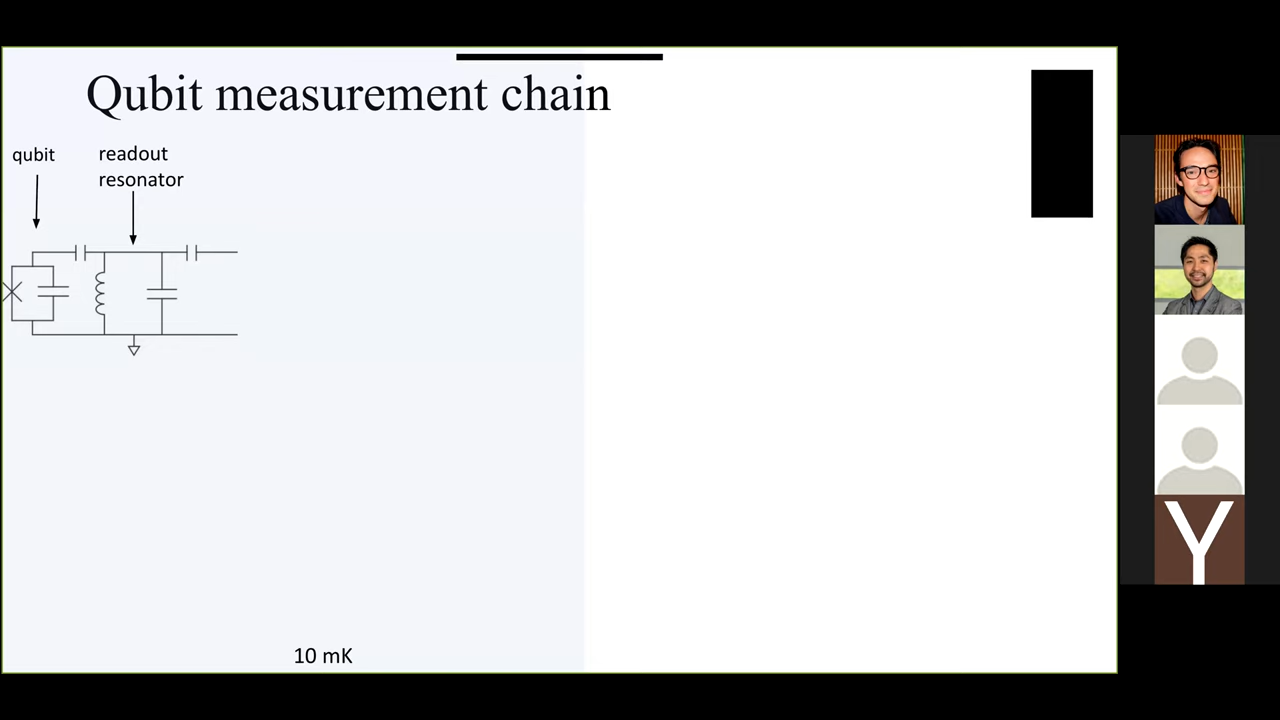 Qubit measurement chain
qubit
readout
resonator
10 mK
Y